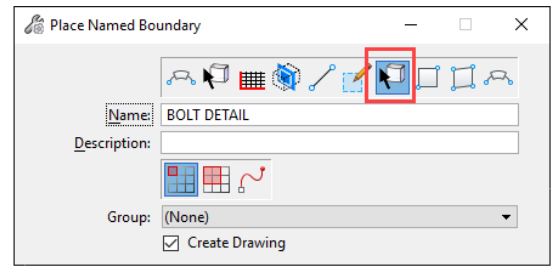 Place Named Boundary
Name: BOLT DETAIL
Description:
Group: (None)
Create Drawing